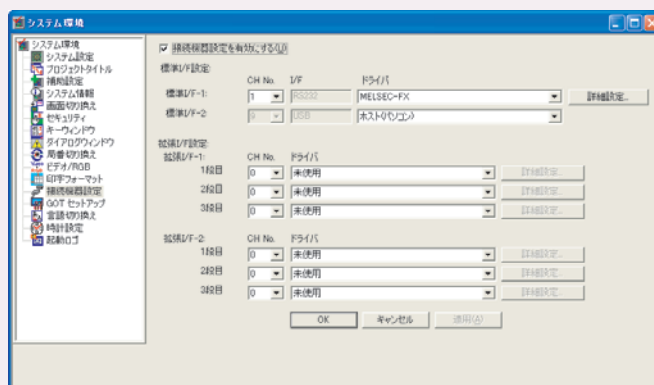 システム環境
システム環境
システム設定
プロジェクトタイトル
補助設定
システム情報
画面切り換え
セキュリティ
キーウィンドウ
ダイアログウィンドウ
局番切り換え
ビデオ/RGB
印字フォーマット
接続機器設定
GOT セットアップ
言語切り換え
時計設定
起動ロゴ
接続機器設定を有効にする(U)
標準I/F設定:
CH No. I/F ドライバ
標準I/F-1: 1 RS232 MELSEC-FX 詳細設定...
標準I/F-2: 9 USB ホスト(パソコン)
拡張I/F設定:
拡張I/F-1: CH No. ドライバ
1段目 0 未使用 詳細設定...
2段目 0 未使用 詳細設定...
3段目 0 未使用 詳細設定...
拡張I/F-2: CH No. ドライバ
1段目 0 未使用 詳細設定...
2段目 0 未使用 詳細設定...
3段目 0 未使用 詳細設定...
OK キャンセル 適用(A)